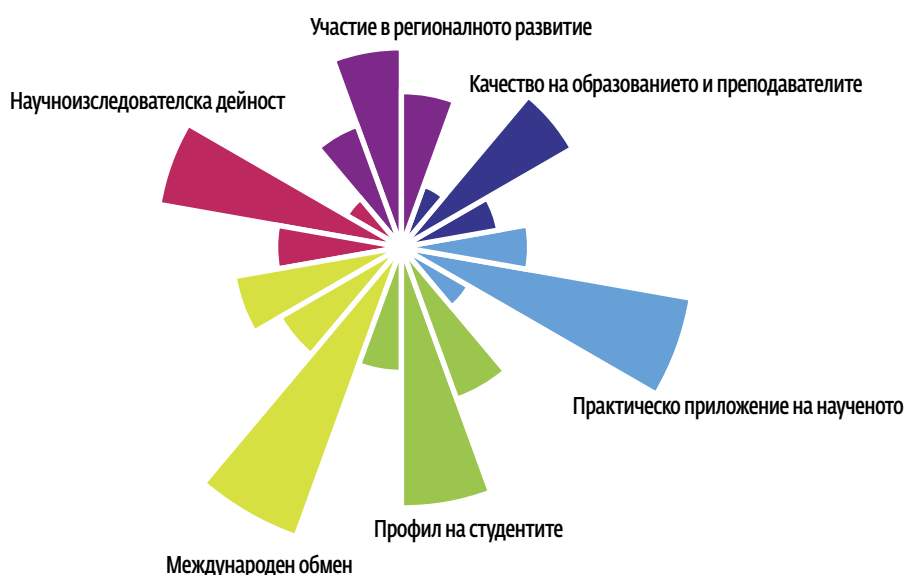 Участие в регионалното развитие
Качество на образованието и преподавателите
Научноизследователска дейност
Практическо приложение на наученото
Профил на студентите
Международен обмен